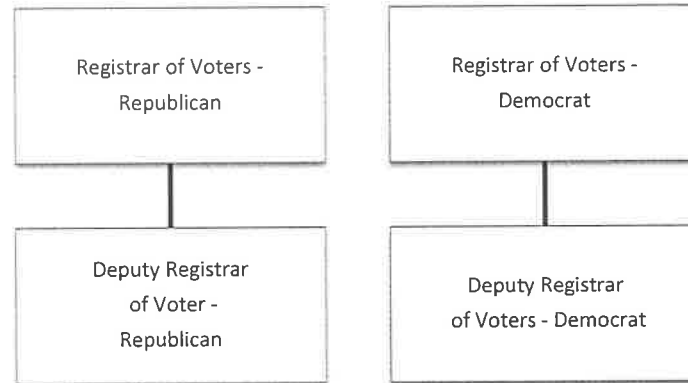 Registrar of Voters -
Republican
Registrar of Voters -
Democrat
Deputy Registrar
of Voter -
Republican
Deputy Registrar
of Voters - Democrat